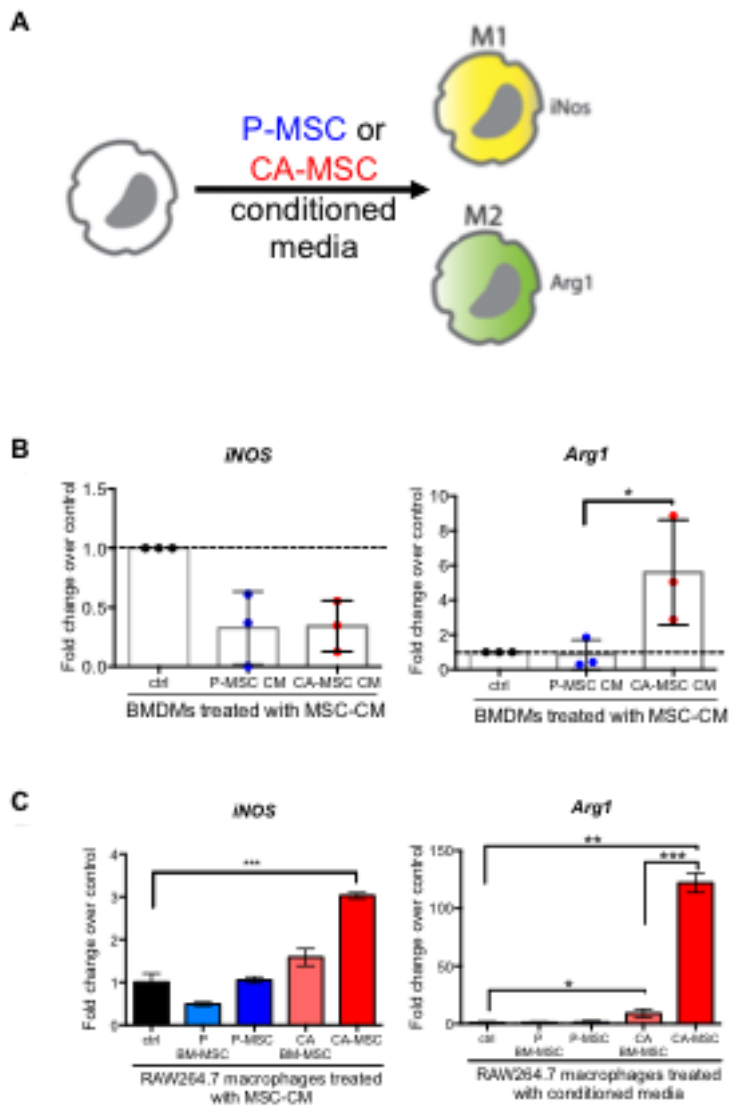 A
P-MSC or
CA-MSC
conditioned
media
M1
iNos
M2
Arg1
B
iNOS
Fold change over control
1.5
1.0
0.5
0.0
ctrl
P-MSC CM
CA-MSC CM
BMDMs treated with MSC-CM
Arg1
Fold change over control
10
8
6
4
2
0
*
ctrl
P-MSC CM
CA-MSC CM
BMDMs treated with MSC-CM
C
iNOS
Fold change over control
4
3
2
1
0
***
ctrl
P
BM-MSC
P-MSC
CA
BM-MSC
CA-MSC
RAW264.7 macrophages treated
with MSC-CM
Arg1
Fold change over control
150
100
50
0
**
***
*
ctrl
P
BM-MSC
P-MSC
CA
BM-MSC
CA-MSC
RAW264.7 macrophages treated
with conditioned media